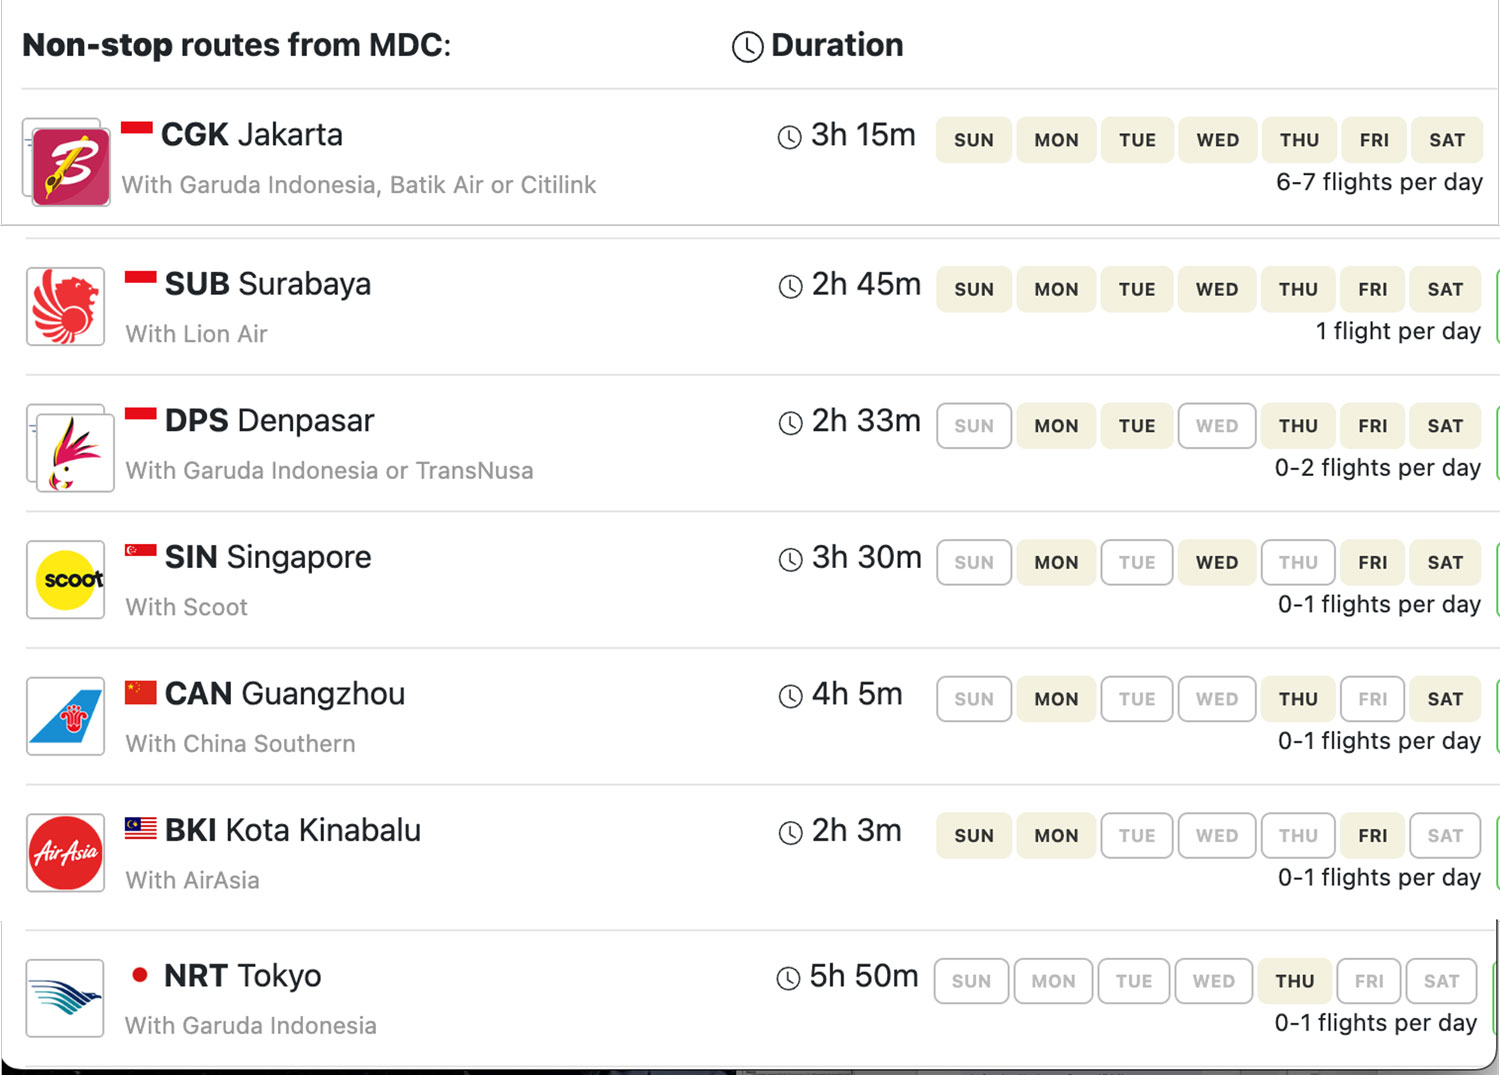 Non-stop routes from MDC: Duration
CGK Jakarta 3h 15m SUN MON TUE WED THU FRI SAT
With Garuda Indonesia, Batik Air or Citilink 6-7 flights per day
SUB Surabaya 2h 45m SUN MON TUE WED THU FRI SAT
With Lion Air 1 flight per day
DPS Denpasar 2h 33m SUN MON TUE WED THU FRI SAT
With Garuda Indonesia or TransNusa 0-2 flights per day
SIN Singapore 3h 30m SUN MON TUE WED THU FRI SAT
scoot
With Scoot 0-1 flights per day
CAN Guangzhou 4h 5m SUN MON TUE WED THU FRI SAT
With China Southern 0-1 flights per day
BKI Kota Kinabalu 2h 3m SUN MON TUE WED THU FRI SAT
AirAsia
With AirAsia 0-1 flights per day
NRT Tokyo 5h 50m SUN MON TUE WED THU FRI SAT
With Garuda Indonesia 0-1 flights per day